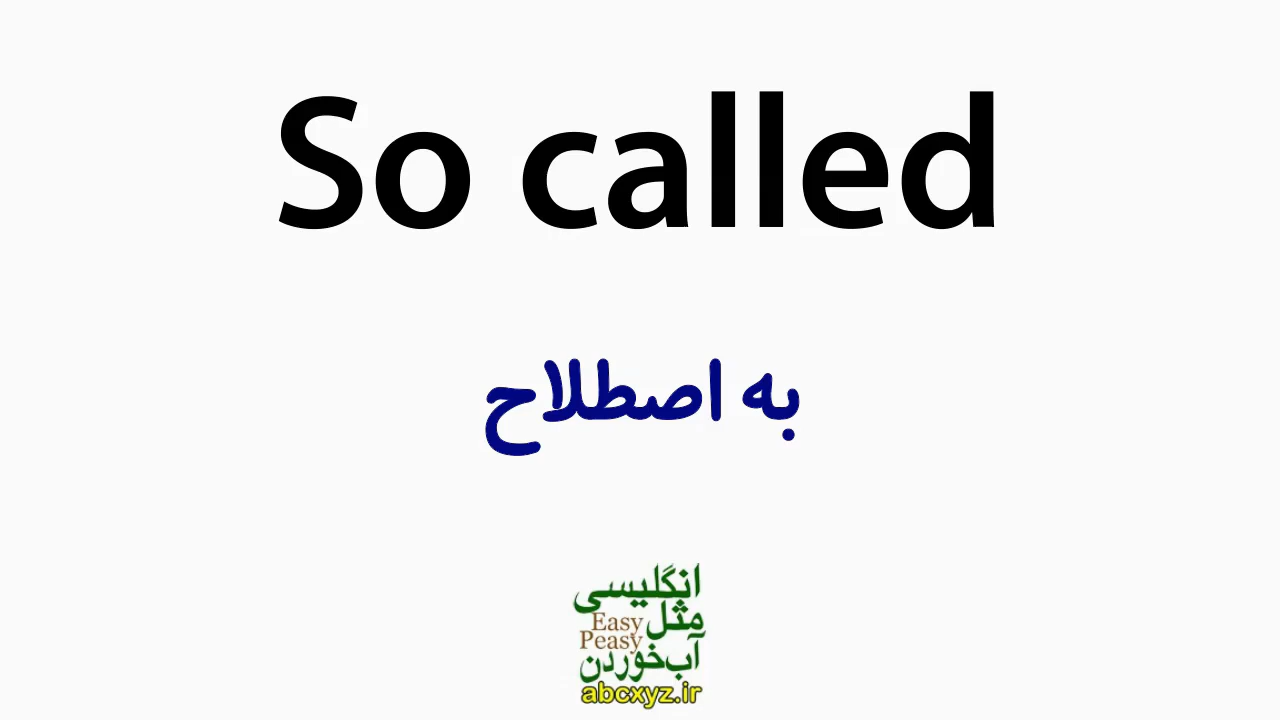 So called
به اصطلاح
انگلیسی
مثل
Easy
Peasy
آب‌خوردن
abcxyz.ir